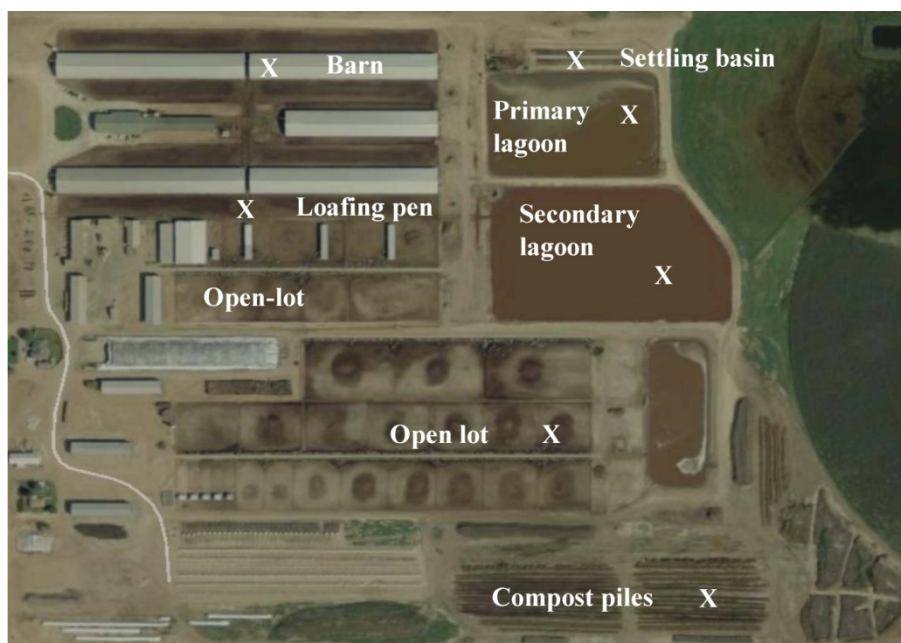 X
Barn
X
Settling basin
Primary
lagoon
X
X
Loafing pen
Secondary
lagoon
X
Open-lot
Open lot
X
Compost piles
X